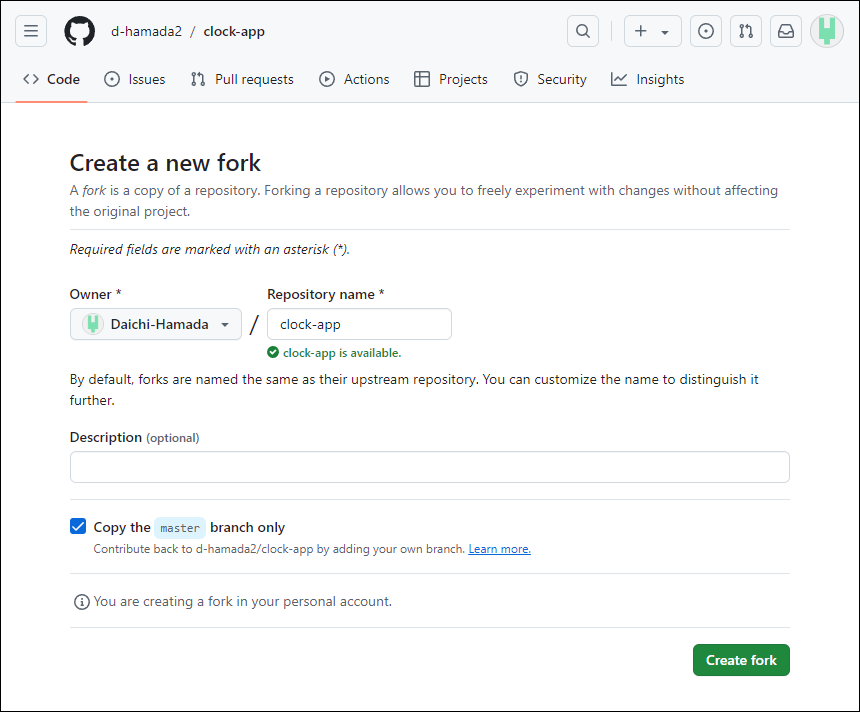 d-hamada2 / clock-app
Code Issues Pull requests Actions Projects Security Insights
Create a new fork
A fork is a copy of a repository. Forking a repository allows you to freely experiment with changes without affecting
the original project.
Required fields are marked with an asterisk (*).
Owner * Repository name *
Daichi-Hamada / clock-app
clock-app is available.
By default, forks are named the same as their upstream repository. You can customize the name to distinguish it
further.
Description (optional)
Copy the master branch only
Contribute back to d-hamada2/clock-app by adding your own branch. Learn more.
You are creating a fork in your personal account.
Create fork